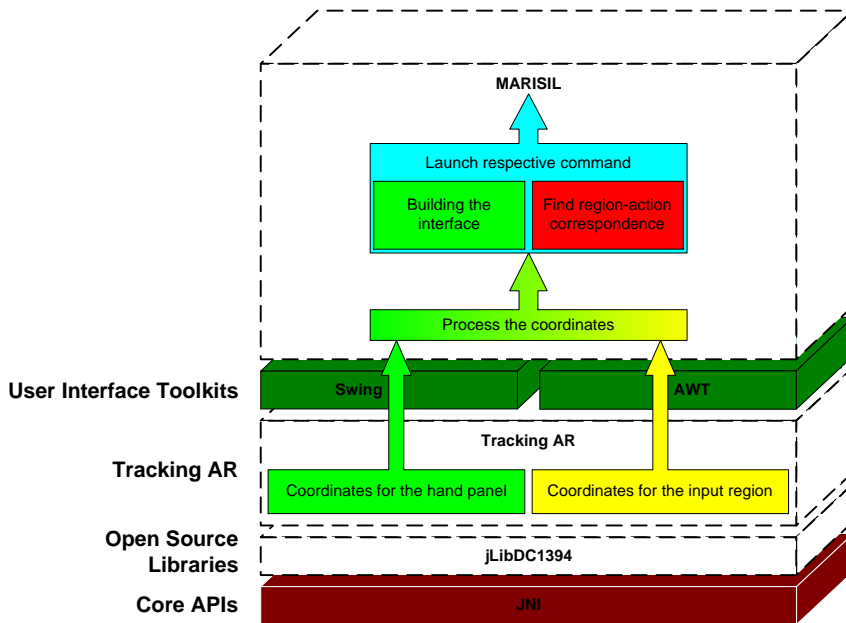 MARISIL
Launch respective command
Building the
interface
Find region-action
correspondence
Process the coordinates
User Interface Toolkits
Swing
AWT
Tracking AR
Tracking AR
Coordinates for the hand panel
Coordinates for the input region
Open Source
Libraries
jLibDC1394
Core APIs
JNI